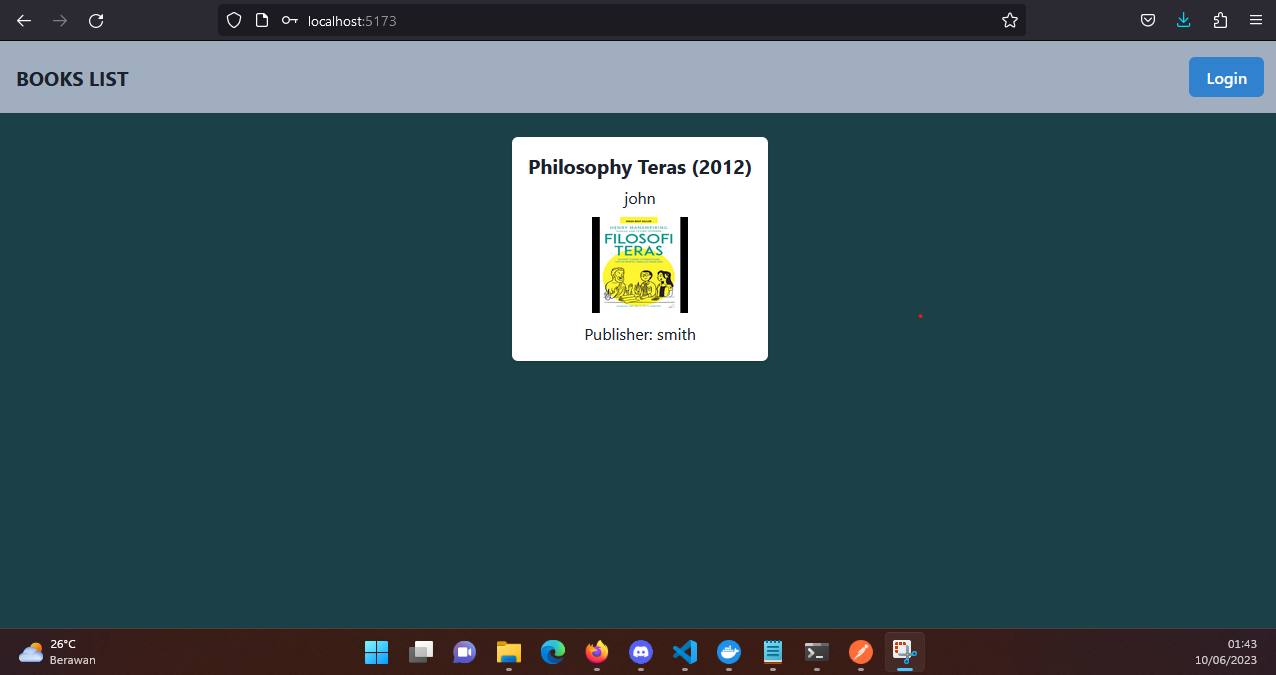 localhost:5173
BOOKS LIST
Login
Philosophy Teras (2012)
john
HENRY MANAMPIRING
FILOSOFI
TERAS
Publisher: smith
26°C
Berawan
01:43
10/06/2023